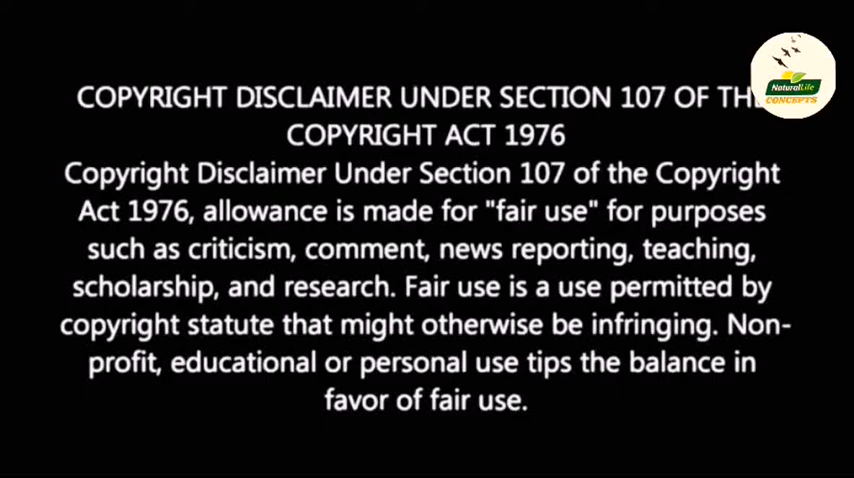 COPYRIGHT DISCLAIMER UNDER SECTION 107 OF THE
COPYRIGHT ACT 1976
Copyright Disclaimer Under Section 107 of the Copyright
Act 1976, allowance is made for "fair use" for purposes
such as criticism, comment, news reporting, teaching,
scholarship, and research. Fair use is a use permitted by
copyright statute that might otherwise be infringing. Non-
profit, educational or personal use tips the balance in
favor of fair use.
NaturalLife
CONCEPTS